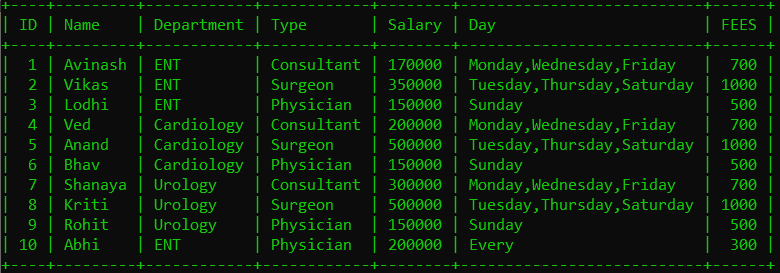 | ID | Name    | Department | Type       | Salary | Day                       | FEES |
|  1 | Avinash | ENT        | Consultant | 170000 | Monday,Wednesday,Friday   |  700 |
|  2 | Vikas   | ENT        | Surgeon    | 350000 | Tuesday,Thursday,Saturday | 1000 |
|  3 | Lodhi   | ENT        | Physician  | 150000 | Sunday                    |  500 |
|  4 | Ved     | Cardiology | Consultant | 200000 | Monday,Wednesday,Friday   |  700 |
|  5 | Anand   | Cardiology | Surgeon    | 500000 | Tuesday,Thursday,Saturday | 1000 |
|  6 | Bhav    | Cardiology | Physician  | 150000 | Sunday                    |  500 |
|  7 | Shanaya | Urology    | Consultant | 300000 | Monday,Wednesday,Friday   |  700 |
|  8 | Kriti   | Urology    | Surgeon    | 500000 | Tuesday,Thursday,Saturday | 1000 |
|  9 | Rohit   | Urology    | Physician  | 150000 | Sunday                    |  500 |
| 10 | Abhi    | ENT        | Physician  | 200000 | Every                     |  300 |